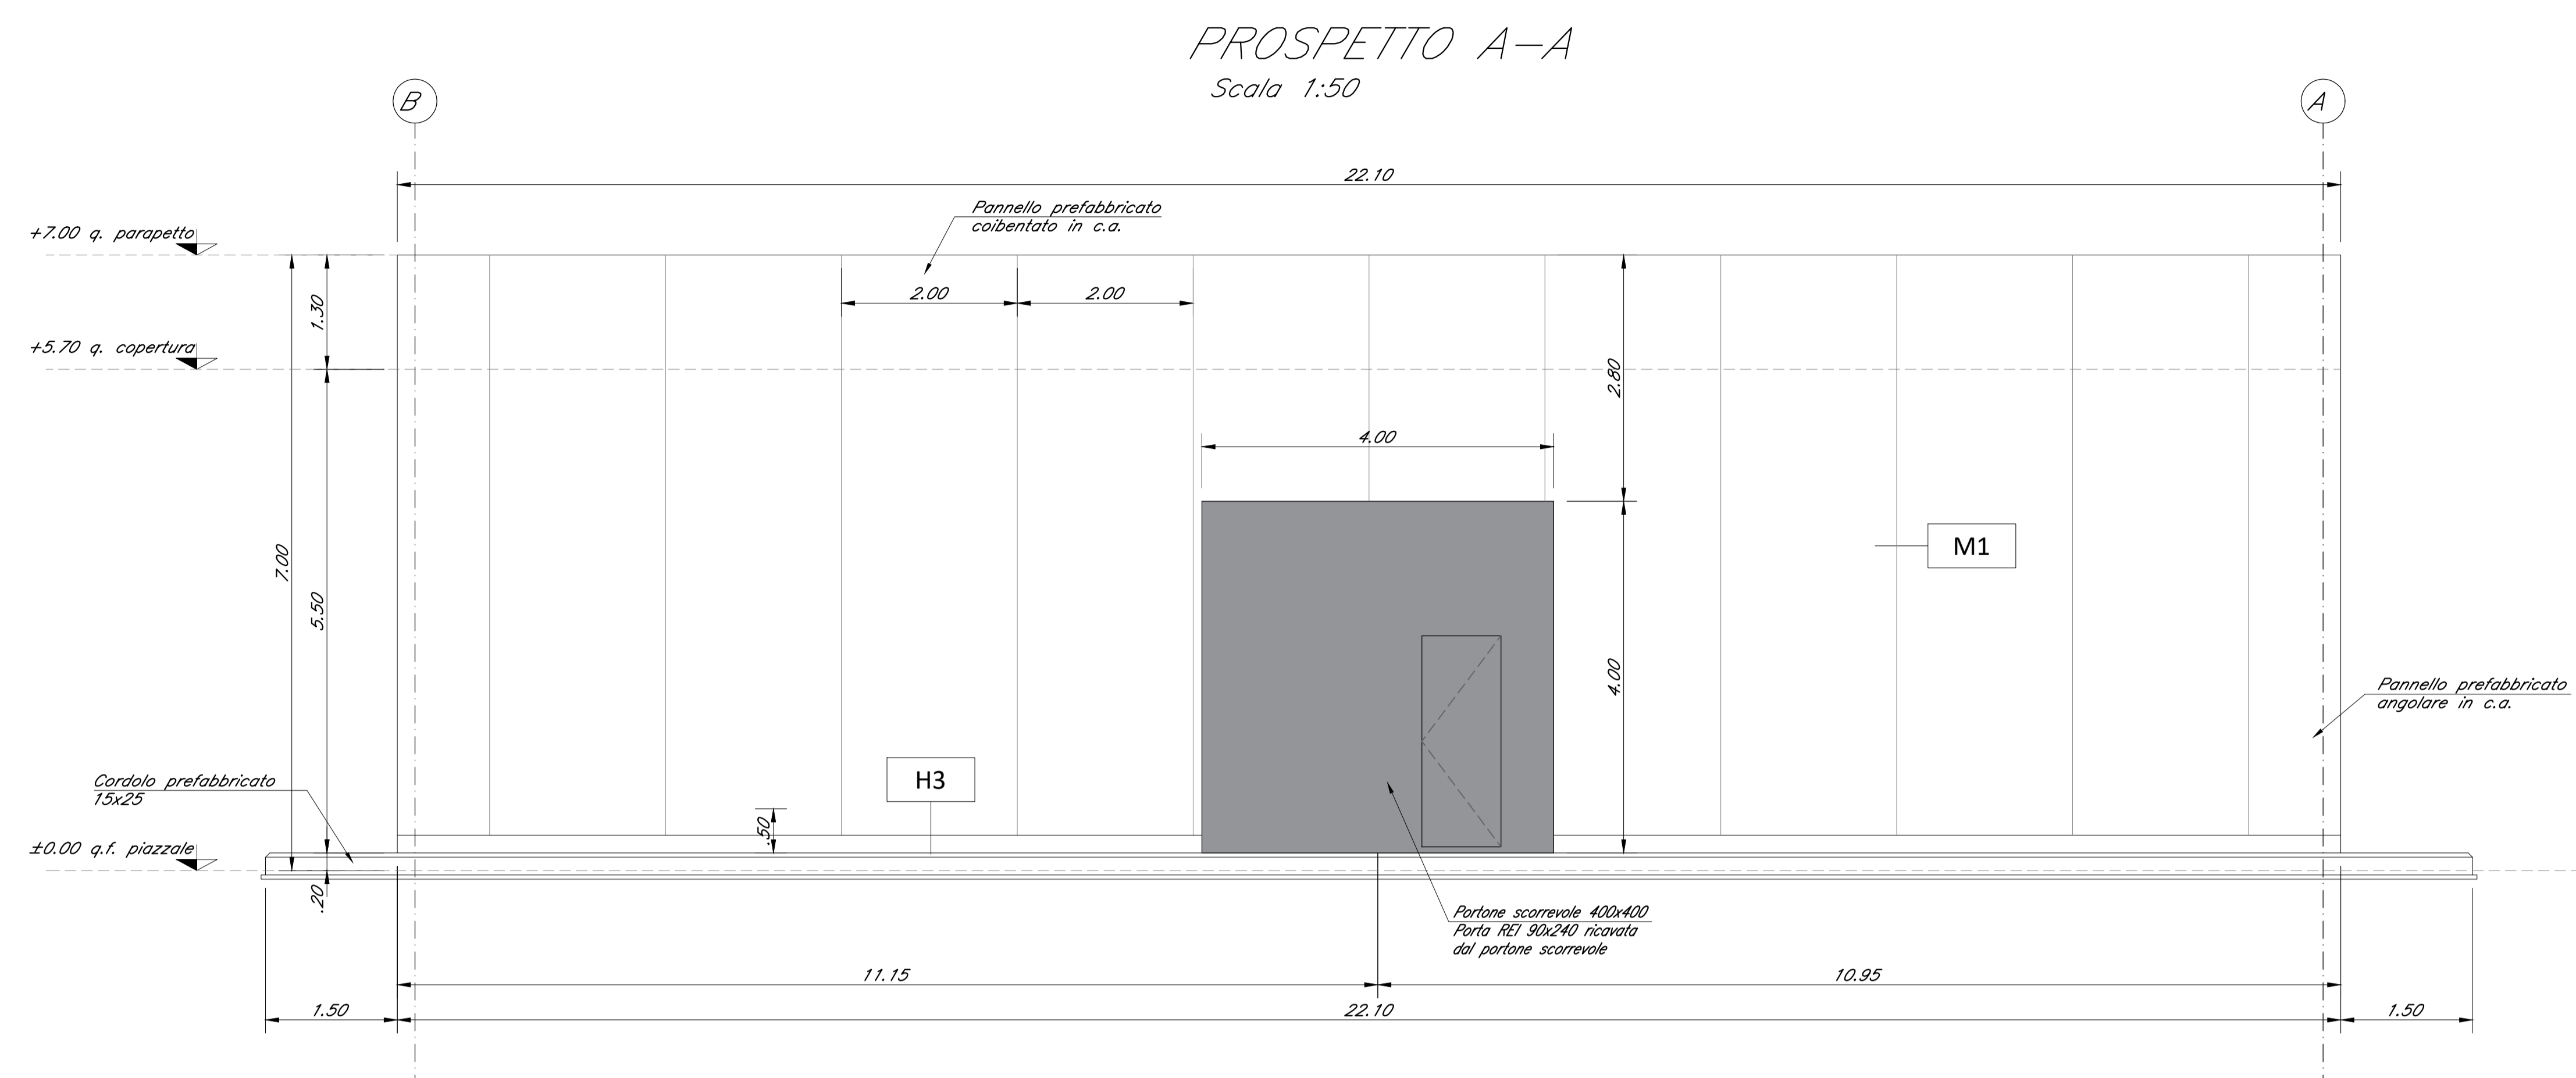 PROSPETTO A-A
Scala 1:50
B
A
22.10
Pannello prefabbricato
coibentato in c.a.
+7.00 q. parapetto
1.30
2.00
2.00
+5.70 q. copertura
2.80
4.00
7.00
5.50
M1
4.00
Pannello prefabbricato
angolare in c.a.
H3
Cordolo prefabbricato
15x25
.50
±0.00 q.f. piazzale
.20
Portone scorrevole 400x400
Porta REI 90x240 ricavata
dal portone scorrevole
11.15
10.95
1.50
22.10
1.50